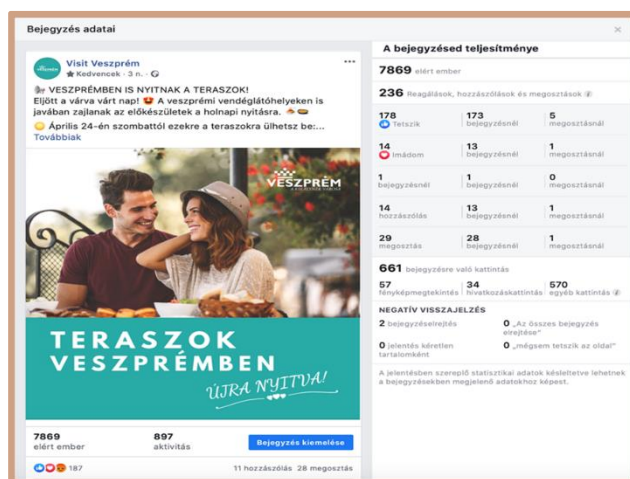 Bejegyzés adatai
Visit Veszprém
Kedvencek · 3 n. ·
VESZPRÉMBEN IS NYITNAK A TERASZOK!
Eljött a várva várt nap! A veszprémi vendéglátóhelyeken is
javában zajlanak az előkészületek a holnapi nyitásra.
Április 24-én szombattól ezekre a teraszokra ülhetsz be:...
Továbbiak
VESZPRÉM
TERASZOK
VESZPRÉMBEN
ÚJRA NYITVA!
7869
elért ember
897
aktivitás
Bejegyzés kiemelése
187
11 hozzászólás 28 megosztás
A bejegyzésed teljesítménye
7869 elért ember
236 Reagálások, hozzászólások és megosztások
178 173 5
Tetszik bejegyzésnél megosztásnál
14 13 1
Imádom bejegyzésnél megosztásnál
1 1 0
bejegyzésnél bejegyzésnél megosztásnál
14 13 1
hozzászólás bejegyzésnél megosztásnál
29 28 1
megosztás bejegyzésnél megosztásnál
661 bejegyzésre való kattintás
57 34 570
fényképmegtekintés hivatkozáskattintás egyéb kattintás
NEGATÍV VISSZAJELZÉS
2 bejegyzéselrejtés
0 „Az összes bejegyzés
elrejtése"
0 jelentés kéretlen
tartalomként
0 „mégsem tetszik az oldal"
A jelentésben szereplő statisztikai adatok késleltetve lehetnek
a bejegyzésekben megjelenő adatokhoz képest.